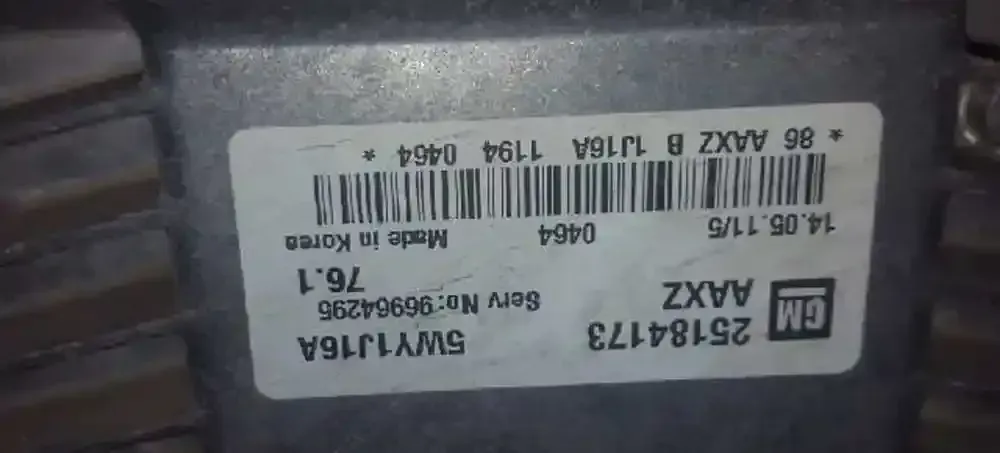 GM 25184173 5WY1J16A
AAXZ Serv No:96964295
76.1
14.05.11/5 0464 Made in Korea
* 86 AAXZ B 1J16A 1194 0464 *